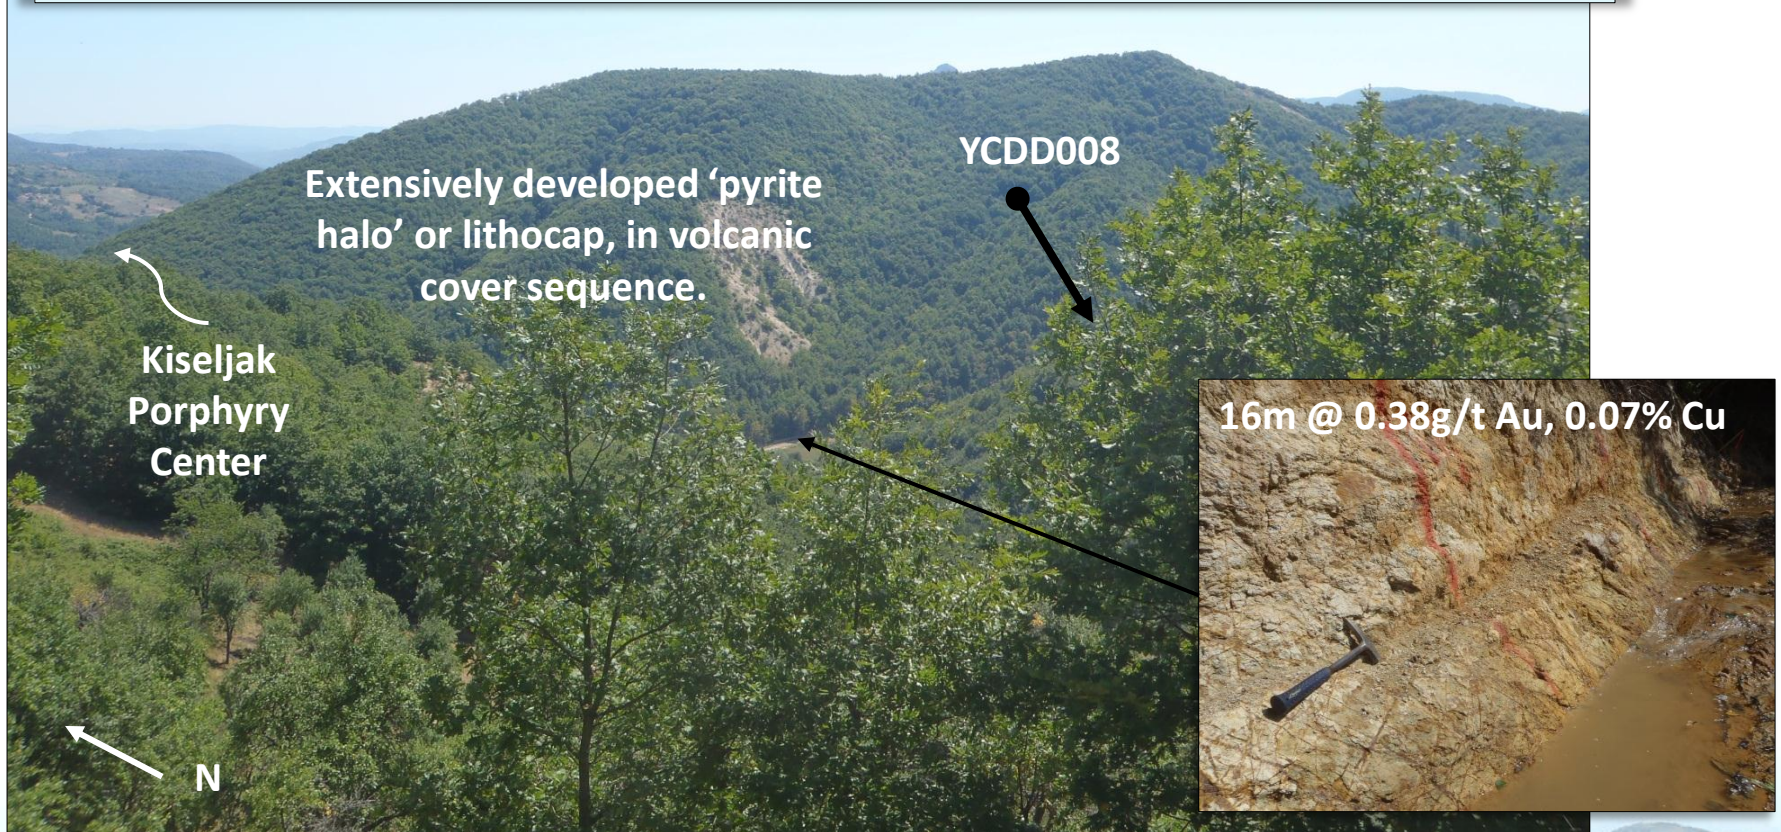 YCDD008
Extensively developed ‘pyrite
halo’ or lithocap, in volcanic
cover sequence.
Kiseljak
Porphyry
Center
16m @ 0.38g/t Au, 0.07% Cu
N